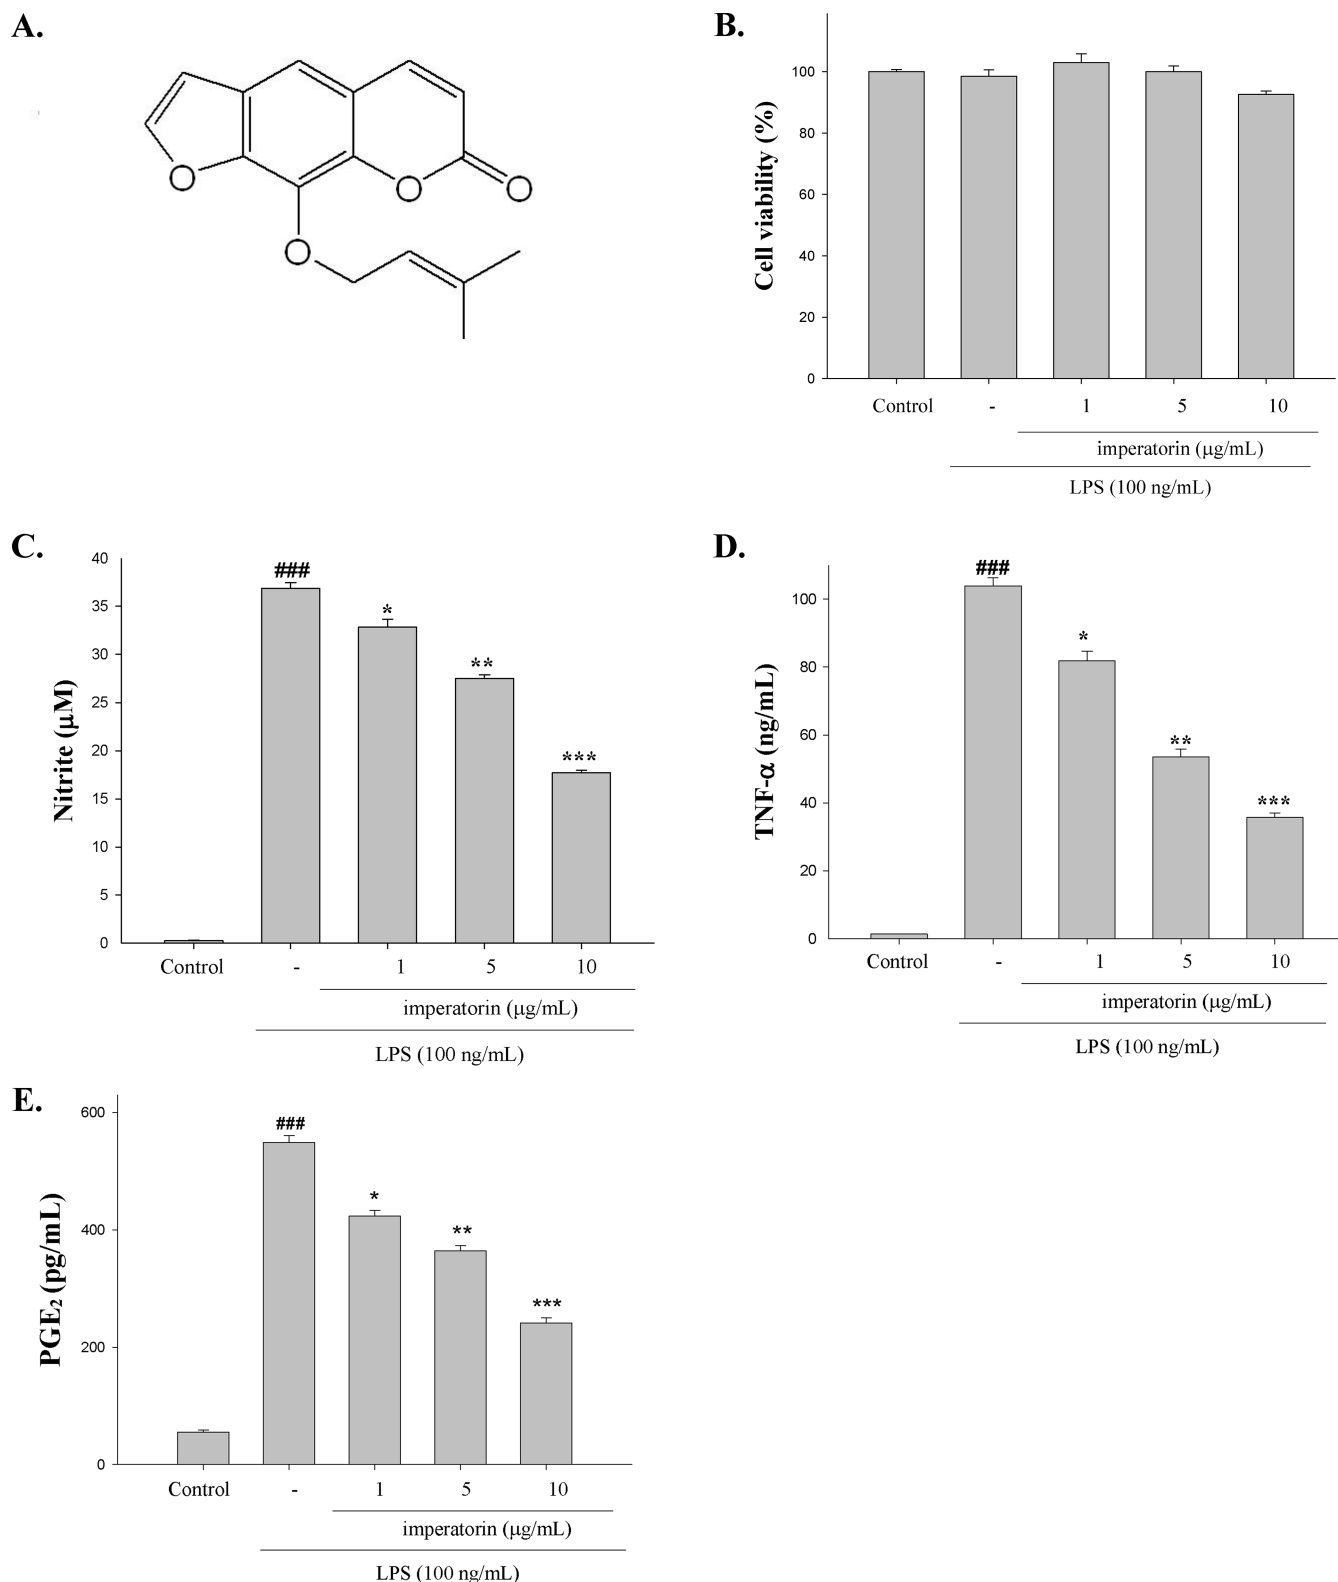 A.
O
O
O
O
B.
Cell viability (%)
100
80
60
40
20
0
Control - 1 5 10
imperatorin (μg/mL)
LPS (100 ng/mL)
C.
Nitrite (μM)
40
35
30
25
20
15
10
5
0
###
*
**
***
Control - 1 5 10
imperatorin (μg/mL)
LPS (100 ng/mL)
D.
TNF-α (ng/mL)
100
80
60
40
20
0
###
*
**
***
Control - 1 5 10
imperatorin (μg/mL)
LPS (100 ng/mL)
E.
PGE₂ (pg/mL)
600
400
200
0
###
*
**
***
Control - 1 5 10
imperatorin (μg/mL)
LPS (100 ng/mL)